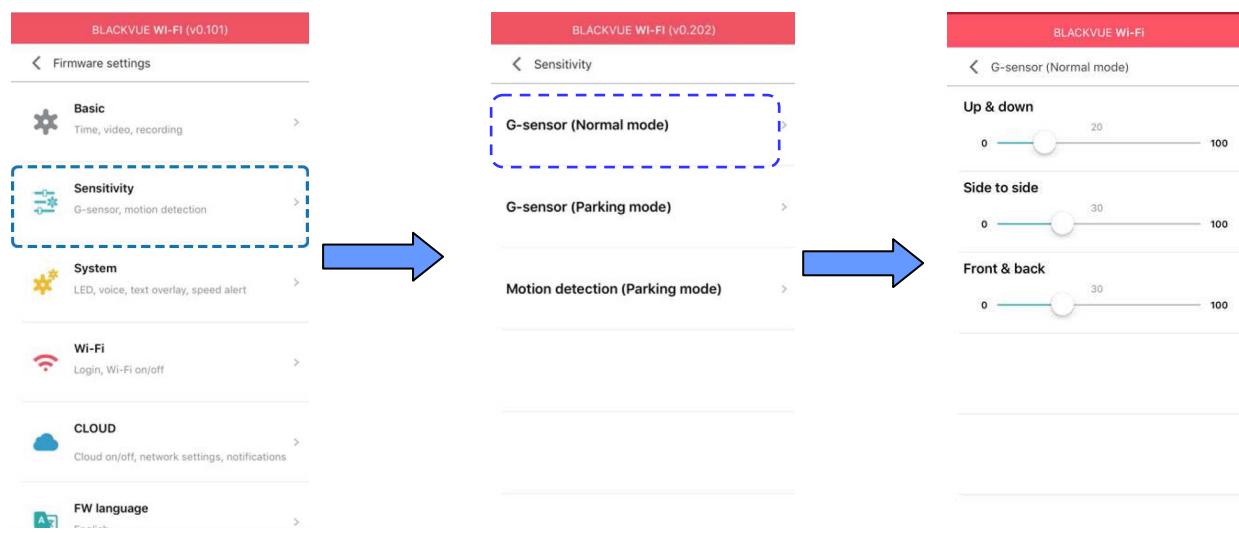 BLACKVUE WI-FI (v0.101)
Firmware settings
Basic
Time, video, recording
Sensitivity
G-sensor, motion detection
System
LED, voice, text overlay, speed alert
Wi-Fi
Login, Wi-Fi on/off
CLOUD
Cloud on/off, network settings, notifications
FW language
English
BLACKVUE WI-FI (v0.202)
Sensitivity
G-sensor (Normal mode)
G-sensor (Parking mode)
Motion detection (Parking mode)
BLACKVUE Wi-Fi
G-sensor (Normal mode)
Up & down
20
0 100
Side to side
30
0 100
Front & back
30
0 100